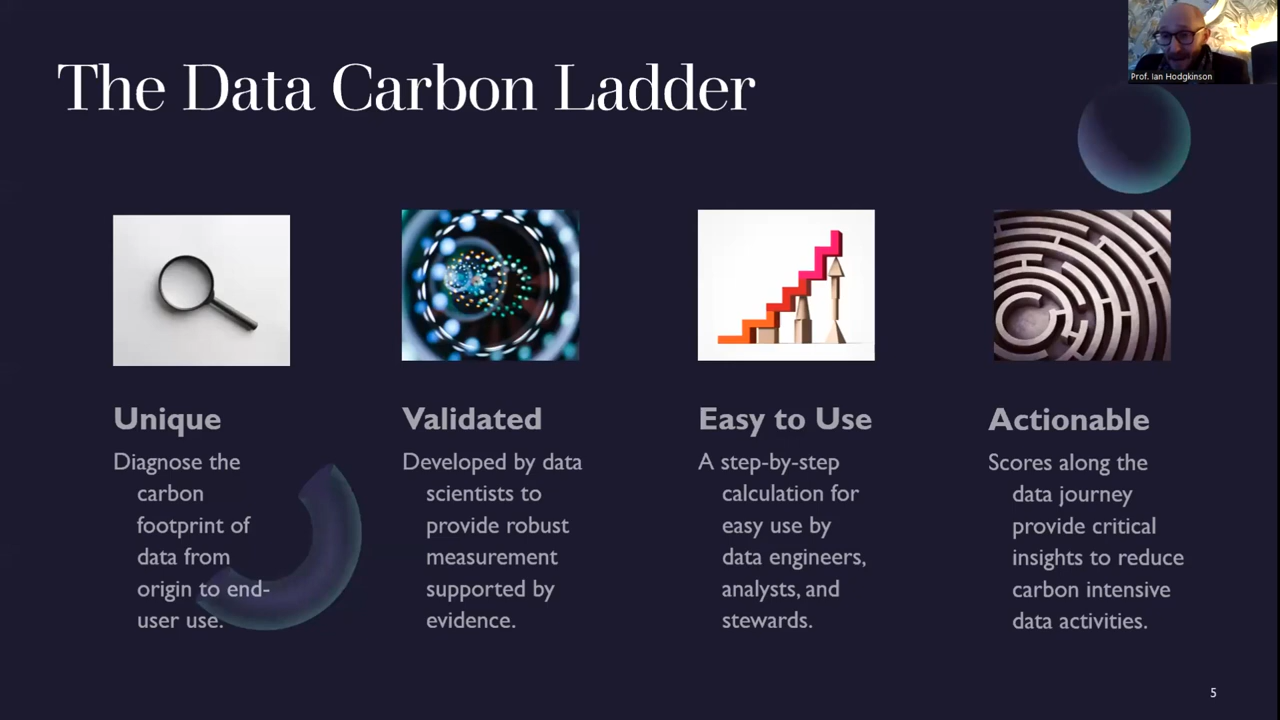 Prof. Ian Hodgkinson
The Data Carbon Ladder
Unique
Diagnose the
carbon
footprint of
data from
origin to end-
user use.
Validated
Developed by data
scientists to
provide robust
measurement
supported by
evidence.
Easy to Use
A step-by-step
calculation for
easy use by
data engineers,
analysts, and
stewards.
Actionable
Scores along the
data journey
provide critical
insights to reduce
carbon intensive
data activities.
5